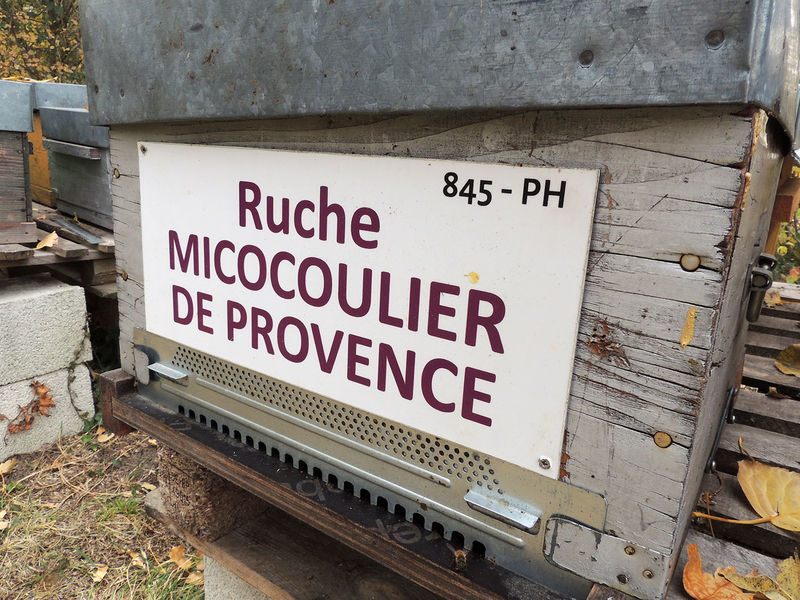 845 - PH
Ruche
MICOCOULIER
DE PROVENCE